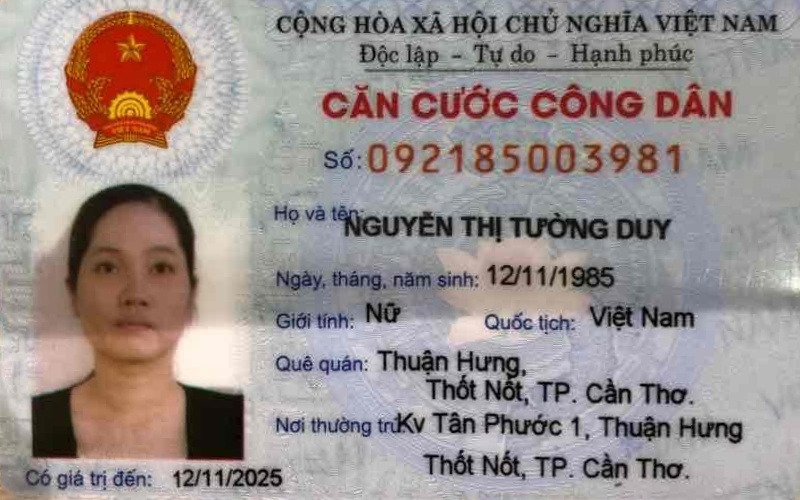 CỘNG HÒA XÃ HỘI CHỦ NGHĨA VIỆT NAM
Độc lập - Tự do - Hạnh phúc
CĂN CƯỚC CÔNG DÂN
Số: 092185003981
Họ và tên: NGUYỄN THỊ TƯỜNG DUY
Ngày, tháng, năm sinh: 12/11/1985
Giới tính: Nữ Quốc tịch: Việt Nam
Quê quán: Thuận Hưng,
Thốt Nốt, TP. Cần Thơ.
Nơi thường trú: Kv Tân Phước 1, Thuận Hưng
Thốt Nốt, TP. Cần Thơ.
Có giá trị đến: 12/11/2025